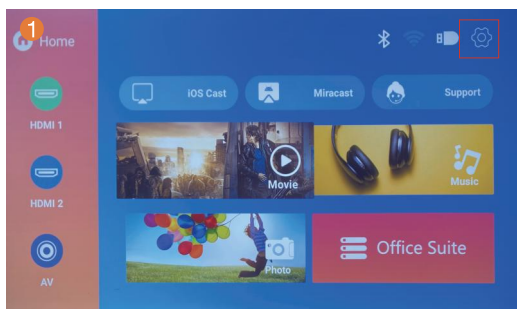 1
Home
iOS Cast
Miracast
Support
HDMI 1
Movie
Music
HDMI 2
Photo
Office Suite
AV